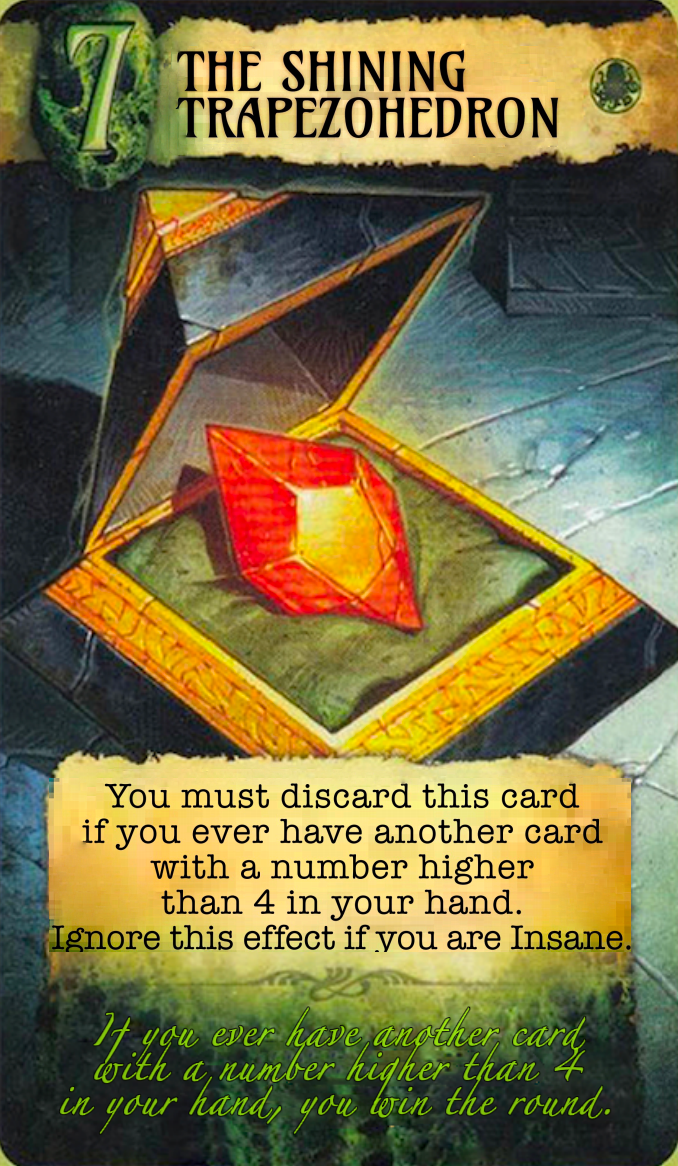 7
THE SHINING
TRAPEZOHEDRON
You must discard this card
if you ever have another card
with a number higher
than 4 in your hand.
Ignore this effect if you are Insane.
If you ever have another card
with a number higher than 4
in your hand, you win the round.